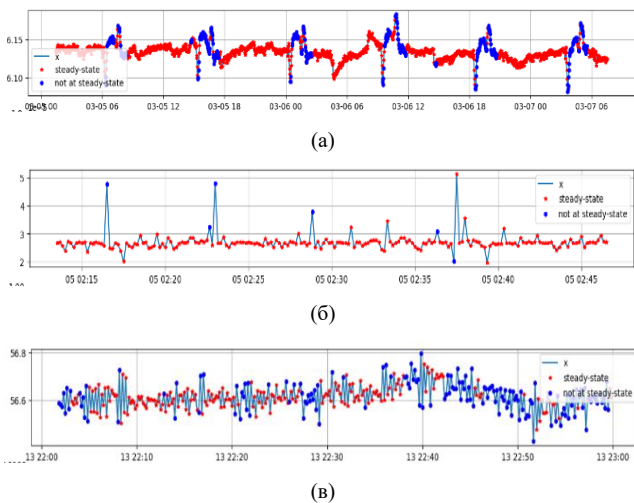 6.15
6.10
x
steady-state
not at steady-state
03-05 00 03-05 06 03-05 12 03-05 18 03-06 00 03-06 06 03-06 12 03-06 18 03-07 00 03-07 06
(а)
5
4
3
2
x
steady-state
not at steady-state
05 02:15 05 02:20 05 02:25 05 02:30 05 02:35 05 02:40 05 02:45
(б)
56.8
56.6
x
steady-state
not at steady-state
13 22:00 13 22:10 13 22:20 13 22:30 13 22:40 13 22:50 13 23:00
(в)